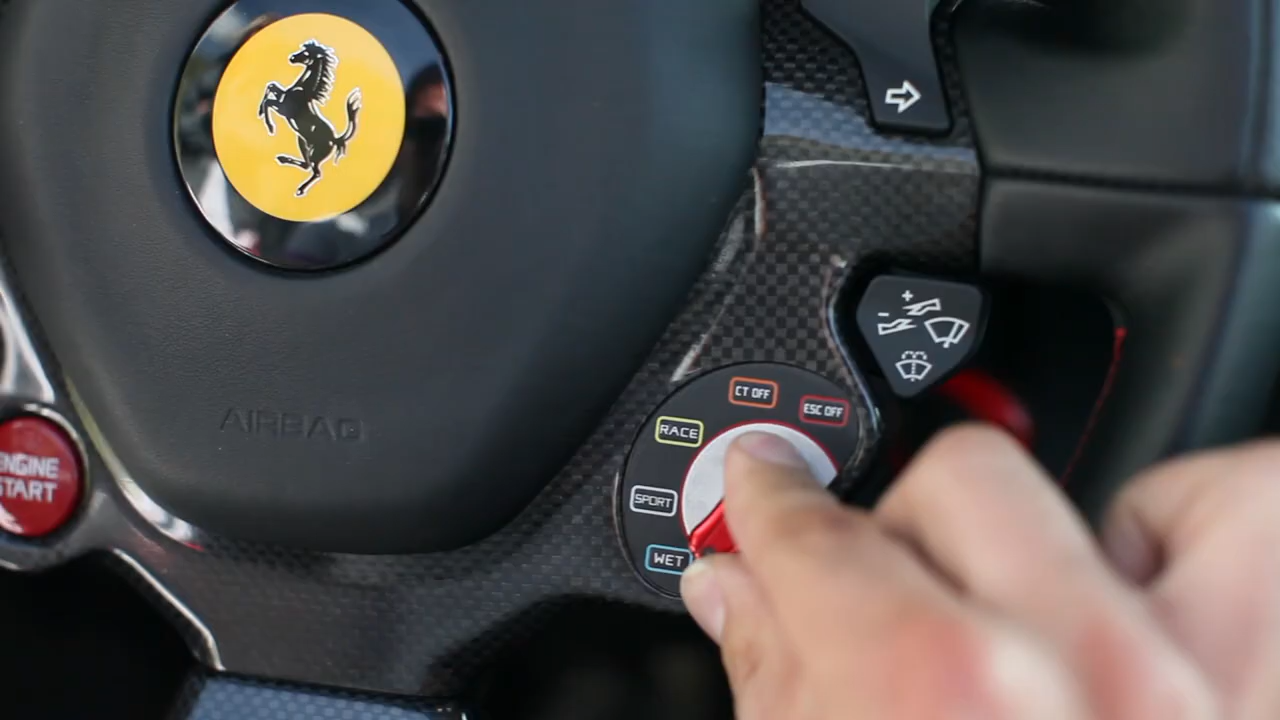 AIRBAG
ENGINE
START
CT OFF
ESC OFF
RACE
SPORT
WET